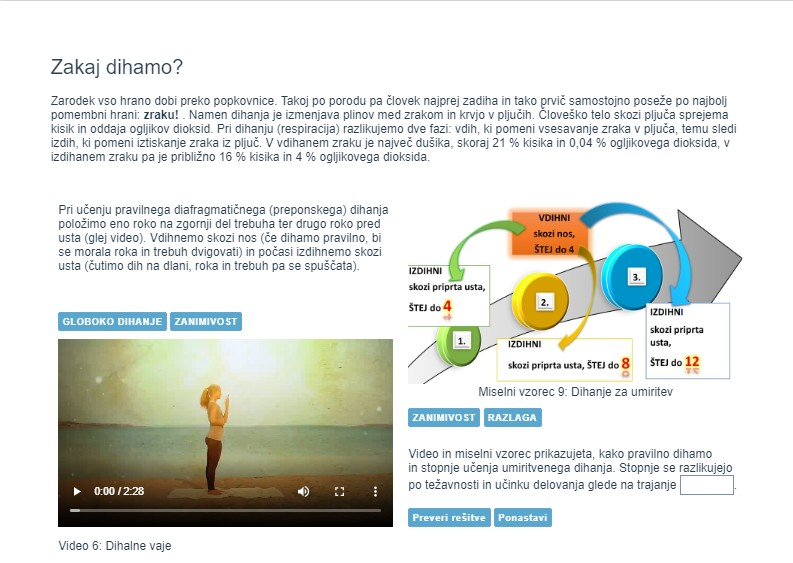 Zakaj dihamo?
Zarodek vso hrano dobi preko popkovnice. Takoj po porodu pa človek najprej zadiha in tako prvič samostojno poseže po najbolj
pomembni hrani: zraku! . Namen dihanja je izmenjava plinov med zrakom in krvjo v pljučih. Človeško telo skozi pljuča sprejema
kisik in oddaja ogljikov dioksid. Pri dihanju (respiracija) razlikujemo dve fazi: vdih, ki pomeni vsesavanje zraka v pljuča, temu sledi
izdih, ki pomeni iztiskanje zraka iz pljuč. V vdihanem zraku je največ dušika, skoraj 21 % kisika in 0,04 % ogljikovega dioksida, v
izdihanem zraku pa je približno 16 % kisika in 4 % ogljikovega dioksida.
Pri učenju pravilnega diafragmatičnega (preponskega) dihanja
položimo eno roko na zgornji del trebuha ter drugo roko pred
usta (glej video). Vdihnemo skozi nos (če dihamo pravilno, bi
se morala roka in trebuh dvigovati) in počasi izdihnemo skozi
usta (čutimo dih na dlani, roka in trebuh pa se spuščata).
GLOBOKO DIHANJE ZANIMIVOST
0:00 / 2:28
Video 6: Dihalne vaje
VDIHNI
skozi nos,
ŠTEJ do 4
IZDIHNI
skozi priprta usta,
ŠTEJ do 4
1.
2.
3.
IZDIHNI
skozi priprta usta, ŠTEJ do 8
IZDIHNI
skozi priprta
usta,
ŠTEJ do 12
Miselni vzorec 9: Dihanje za umiritev
ZANIMIVOST RAZLAGA
Video in miselni vzorec prikazujeta, kako pravilno dihamo
in stopnje učenja umiritvenega dihanja. Stopnje se razlikujejo
po težavnosti in učinku delovanja glede na trajanje .
Preveri rešitve Ponastavi